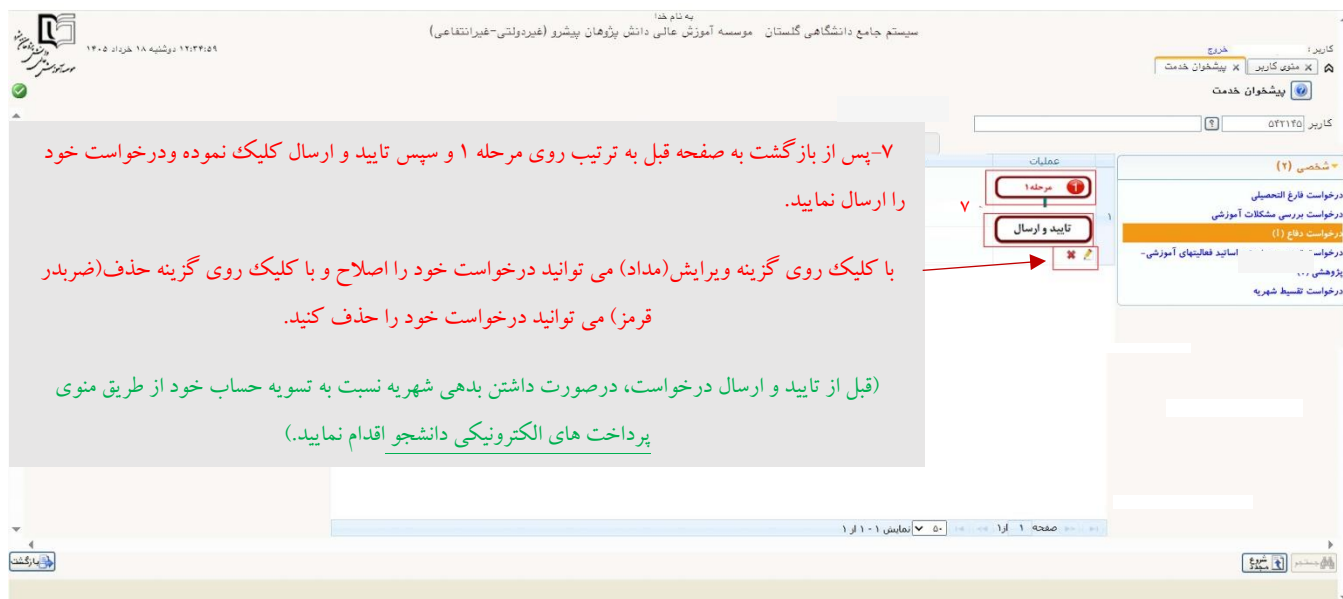 به نام خدا
سیستم جامع دانشگاهی گلستان موسسه آموزش عالی دانش پژوهان پیشرو (غیردولتی-غیرانتفاعی)
۱۲:۳۴:۵۹ دوشنبه ۱۸ خرداد ۱۴۰۵
کاربر : خروج
منوی کاربر پیشخوان خدمت
پیشخوان خدمت
کاربر ۵۴۲۱۴۵
عملیات
مرحله ۱
۱
۷
تایید و ارسال
شخصی (۲)
درخواست فارغ التحصیلی
درخواست بررسی مشکلات آموزشی
درخواست دفاع (1)
اساتید فعالیتهای آموزشی-
پژوهشی
درخواست تقسیط شهریه
۷-پس از بازگشت به صفحه قبل به ترتیب روی مرحله ۱ و سپس تایید و ارسال کلیک نموده ودرخواست خود
را ارسال نمایید.
با کلیک روی گزینه ویرایش(مداد) می توانید درخواست خود را اصلاح و با کلیک روی گزینه حذف(ضربدر
قرمز) می توانید درخواست خود را حذف کنید.
(قبل از تایید و ارسال درخواست، درصورت داشتن بدهی شهریه نسبت به تسویه حساب خود از طریق منوی
پرداخت های الکترونیکی دانشجو اقدام نمایید.)
صفحه ۱ از۱ ۵۰ نمایش ۱ - ۱ از ۱
جستجو شروع مجدد بازگشت